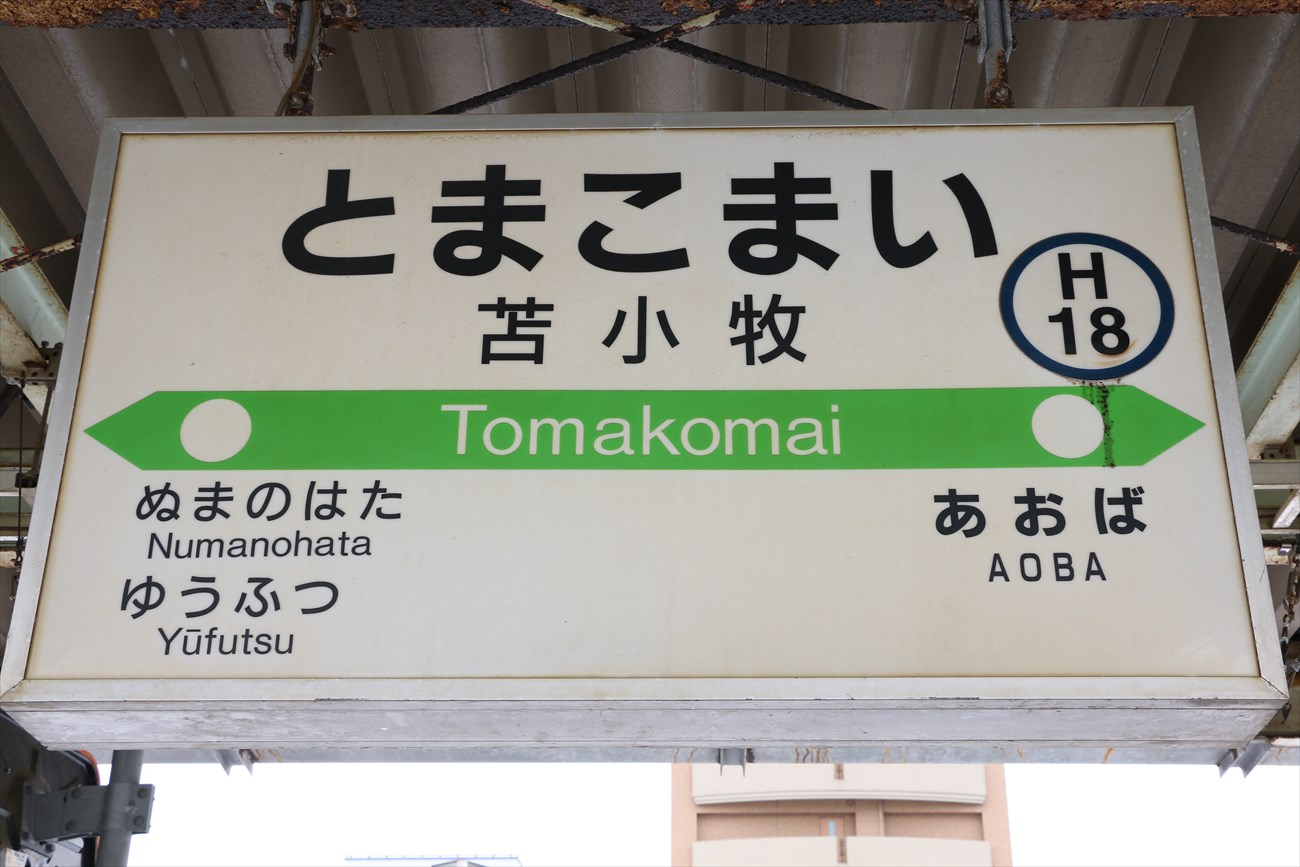 とまこまい
苫小牧
H
18
Tomakomai
ぬまのはた
Numanohata
ゆうふつ
Yūfutsu
あおば
AOBA